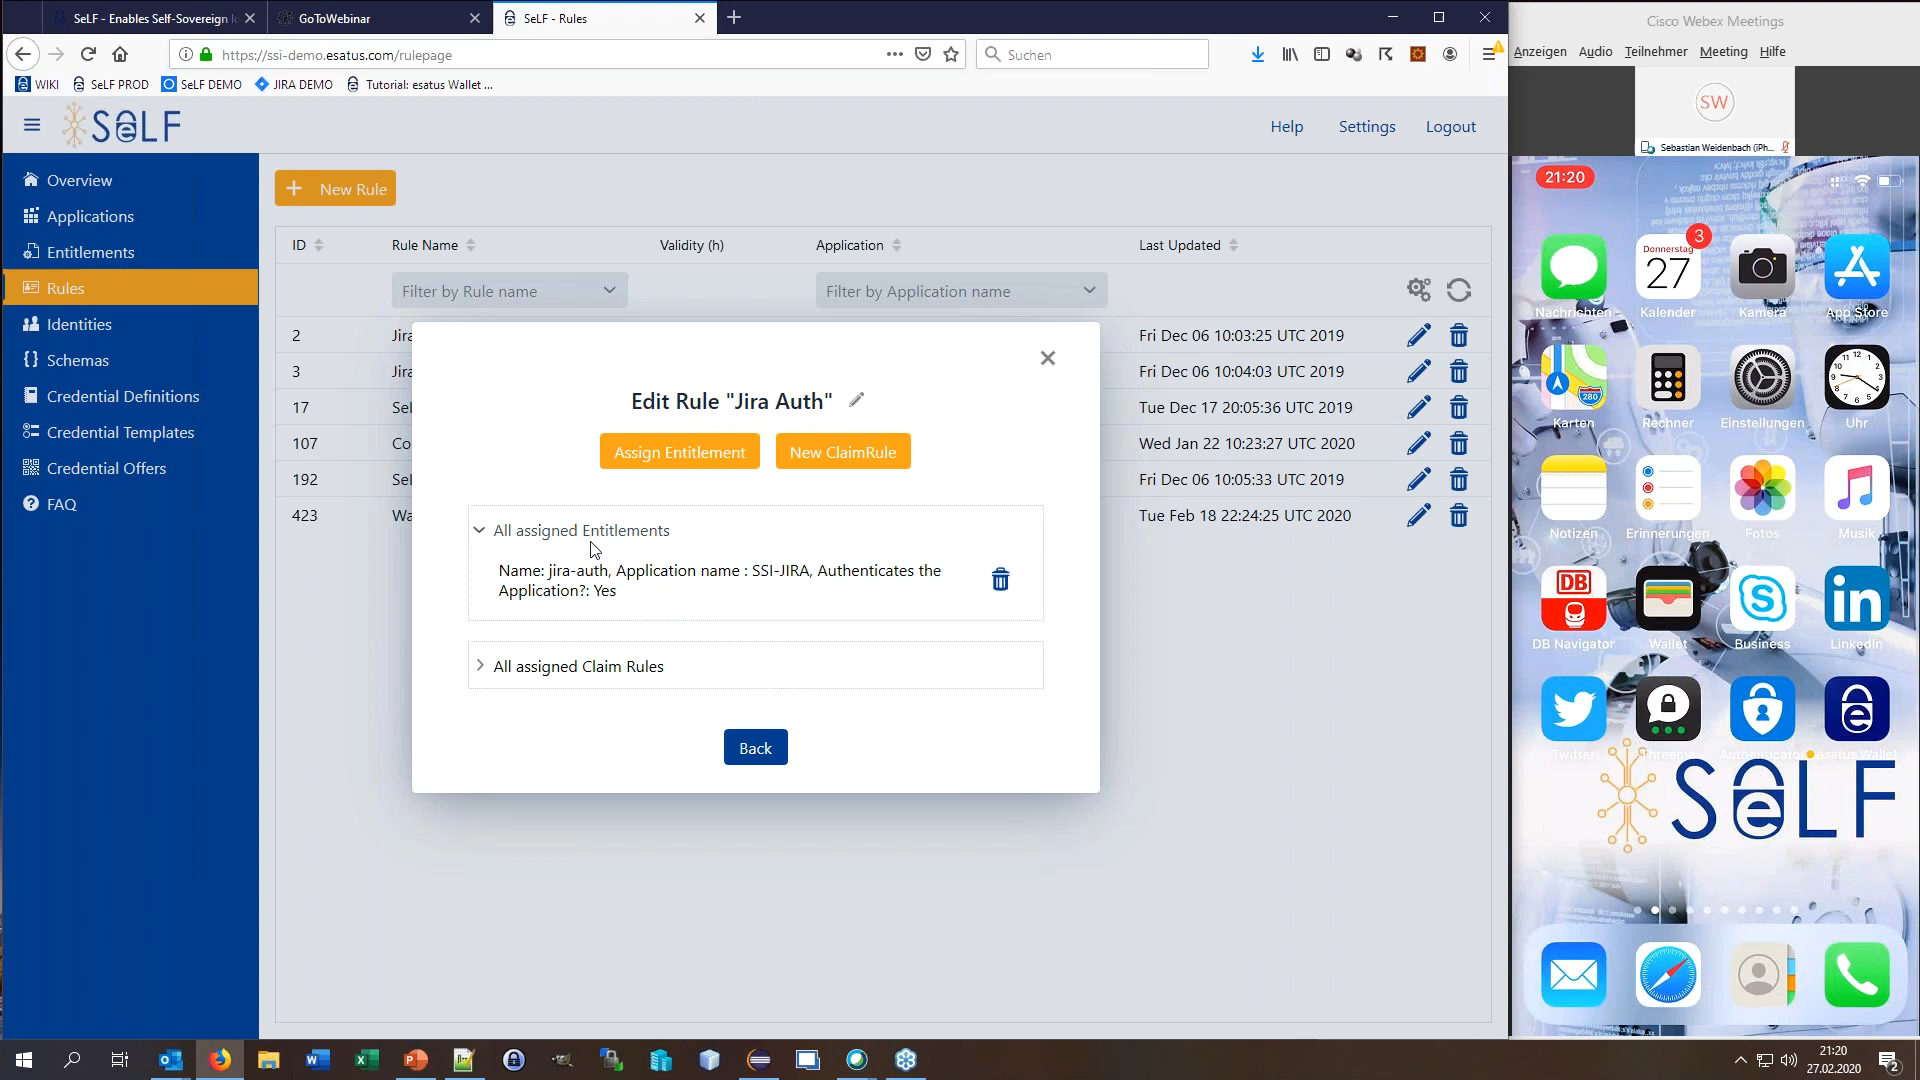 SeLF - Enables Self-Sovereign
GoToWebinar
SeLF - Rules
https://ssi-demo.esatus.com/rulepage
Suchen
WIKI
SeLF PROD
SeLF DEMO
JIRA DEMO
Tutorial: esatus Wallet ...
SeLF
Help
Settings
Logout
Overview
Applications
Entitlements
Rules
Identities
Schemas
Credential Definitions
Credential Templates
Credential Offers
FAQ
New Rule
ID
Rule Name
Validity (h)
Application
Last Updated
Filter by Rule name
Filter by Application name
2
Jira
Fri Dec 06 10:03:25 UTC 2019
3
Jira
Fri Dec 06 10:04:03 UTC 2019
17
Sel
Tue Dec 17 20:05:36 UTC 2019
107
Co
Wed Jan 22 10:23:27 UTC 2020
192
Sel
Fri Dec 06 10:05:33 UTC 2019
423
Wa
Tue Feb 18 22:24:25 UTC 2020
Edit Rule "Jira Auth"
Assign Entitlement
New ClaimRule
All assigned Entitlements
Name: jira-auth, Application name : SSI-JIRA, Authenticates the
Application?: Yes
All assigned Claim Rules
Back
Cisco Webex Meetings
Anzeigen Audio Teilnehmer Meeting Hilfe
SW
Sebastian Weidenbach (iPh...
21:20
3
Donnerstag
27
Nachrichten
Kalender
Kamera
App Store
280
Karten
Rechner
Einstellungen
Uhr
Notizen
Erinnerungen
Fotos
Musik
DB
DB Navigator
Wallet
Business
LinkedIn
Twitter
Threema
Authenticator
esatus Wallet
SeLF
21:20
27.02.2020
2